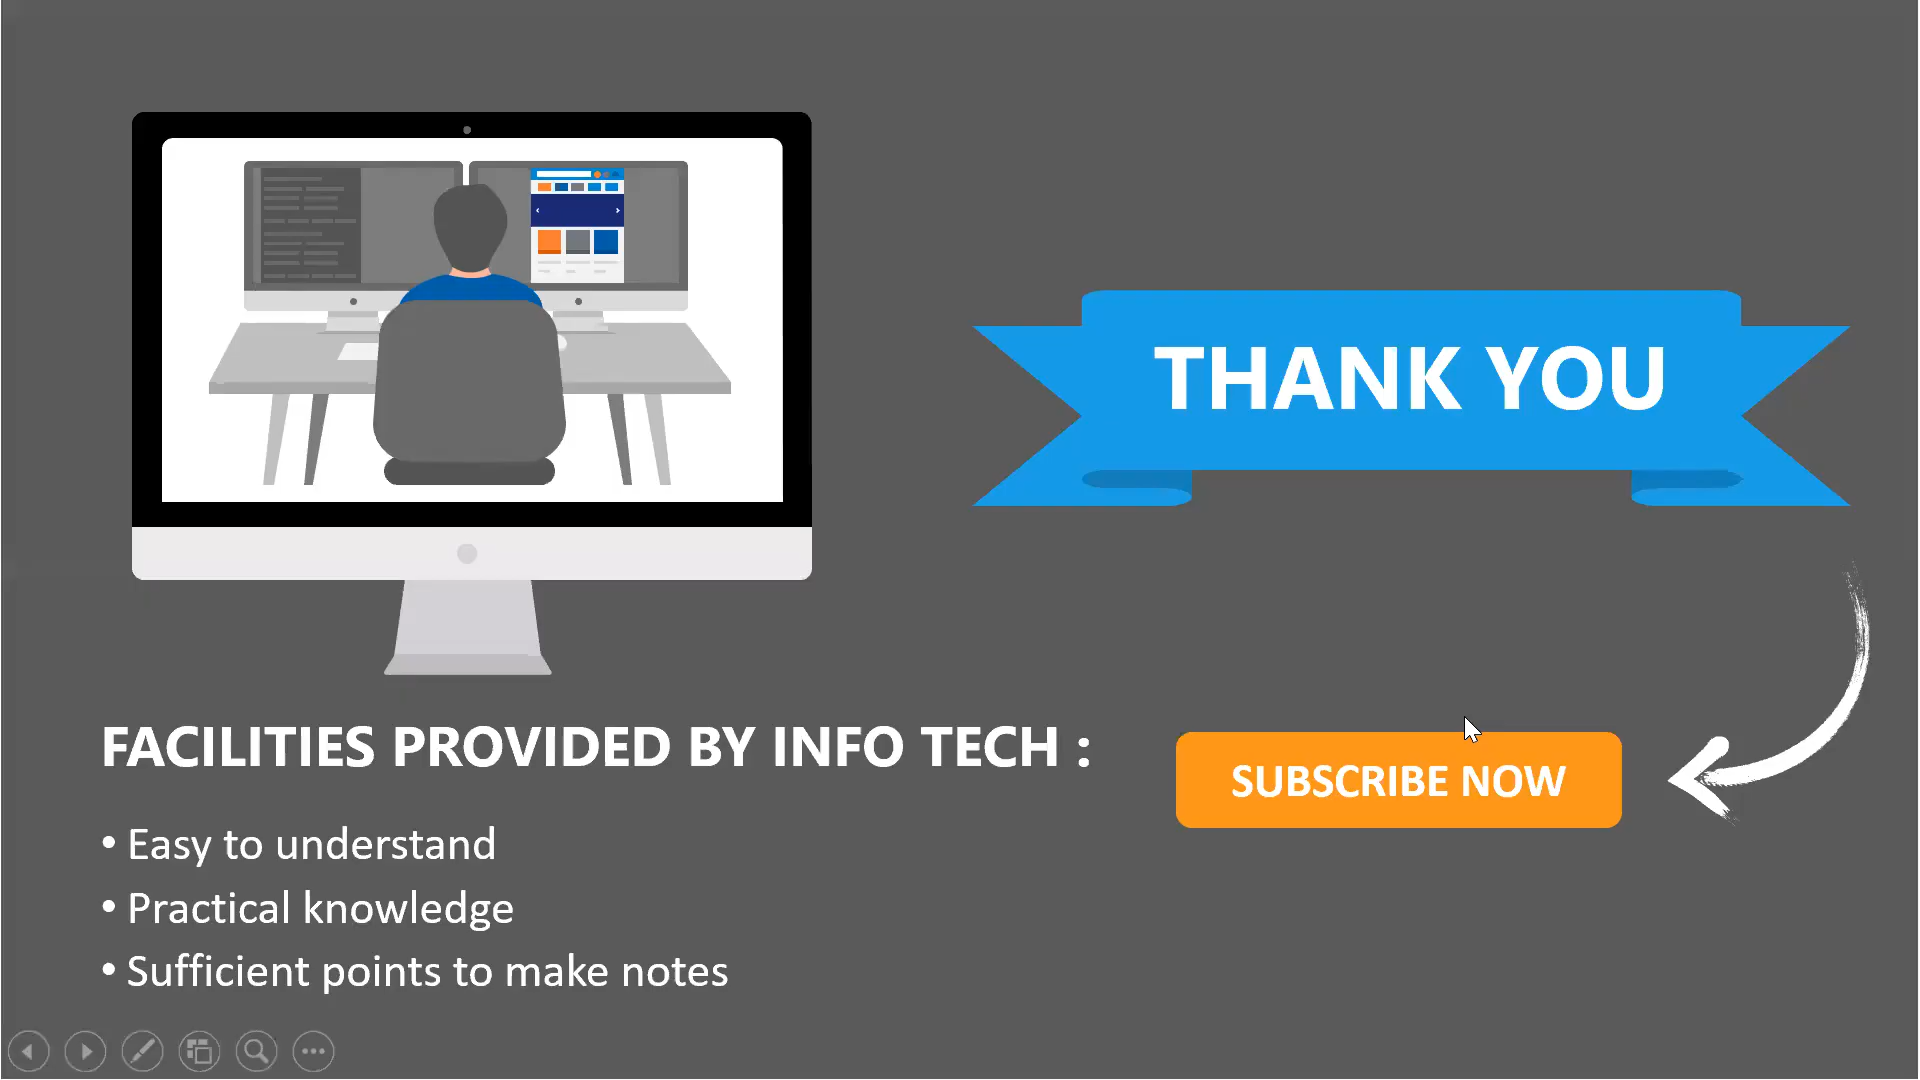 THANK YOU
FACILITIES PROVIDED BY INFO TECH :
SUBSCRIBE NOW
• Easy to understand
• Practical knowledge
• Sufficient points to make notes